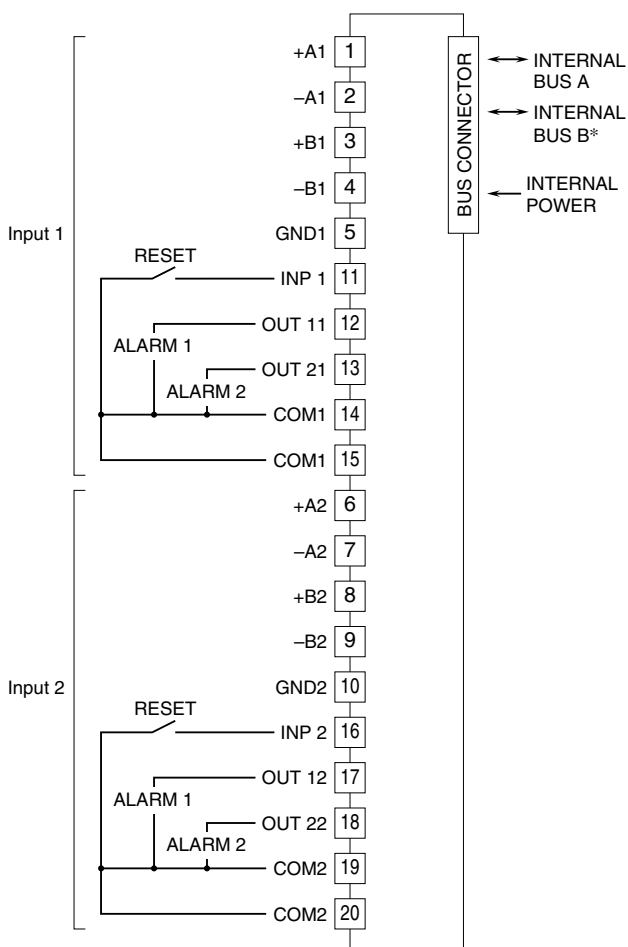 +A1 1
–A1 2
+B1 3
–B1 4
GND1 5
Input 1
RESET
INP 1 11
OUT 11 12
ALARM 1
OUT 21 13
ALARM 2
COM1 14
COM1 15
+A2 6
–A2 7
+B2 8
–B2 9
GND2 10
Input 2
RESET
INP 2 16
OUT 12 17
ALARM 1
OUT 22 18
ALARM 2
COM2 19
COM2 20
BUS CONNECTOR
INTERNAL
BUS A
INTERNAL
BUS B*
INTERNAL
POWER